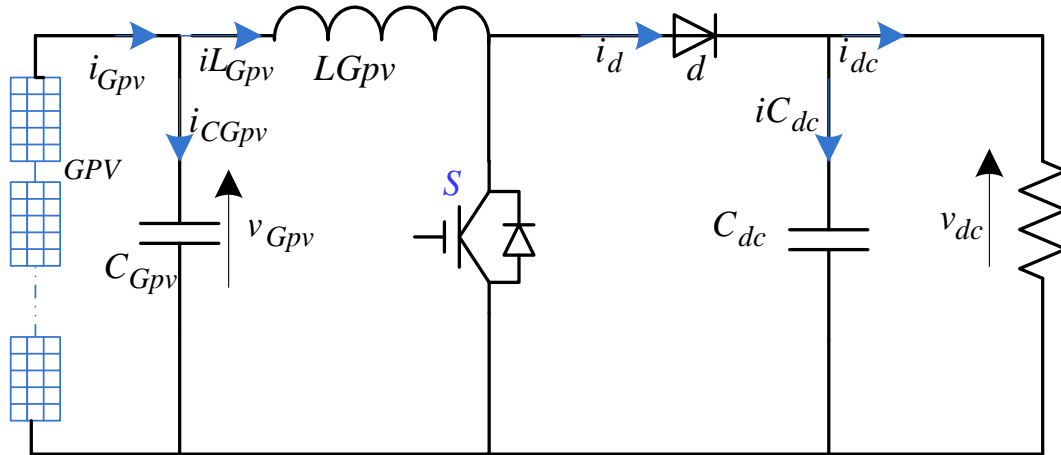 i_Gpv
iL_Gpv
LGpv
i_d
d
i_dc
i_CGpv
iC_dc
GPV
S
v_Gpv
C_dc
v_dc
C_Gpv